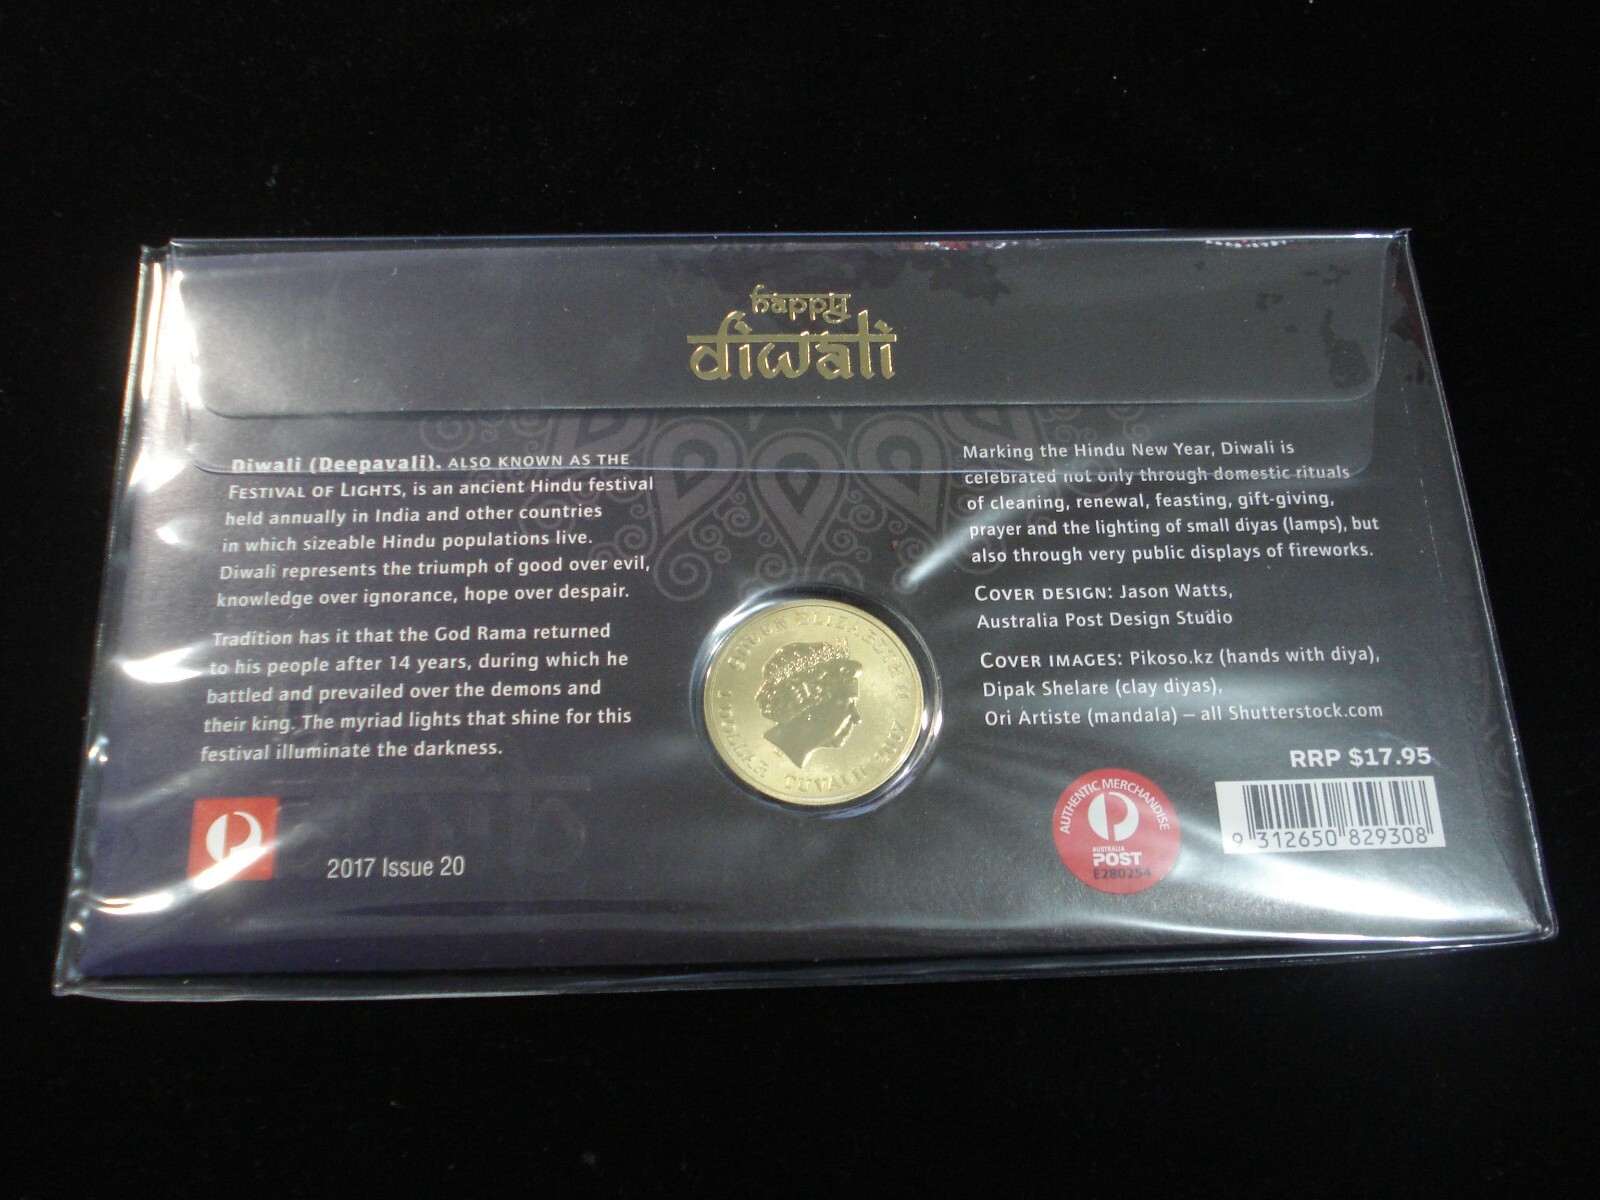 happy
diwali
Diwali (Deepavali), ALSO KNOWN AS THE
FESTIVAL OF LIGHTS, is an ancient Hindu festival
held annually in India and other countries
in which sizeable Hindu populations live.
Diwali represents the triumph of good over evil,
knowledge over ignorance, hope over despair.
Tradition has it that the God Rama returned
to his people after 14 years, during which he
battled and prevailed over the demons and
their king. The myriad lights that shine for this
festival illuminate the darkness.
2017 Issue 20
QUEEN ELIZABETH II AND 1 DOLLAR TUVALU
Marking the Hindu New Year, Diwali is
celebrated not only through domestic rituals
of cleaning, renewal, feasting, gift-giving,
prayer and the lighting of small diyas (lamps), but
also through very public displays of fireworks.
COVER DESIGN: Jason Watts,
Australia Post Design Studio
COVER IMAGES: Pikoso.kz (hands with diya),
Dipak Shelare (clay diyas),
Ori Artiste (mandala) – all Shutterstock.com
RRP $17.95
AUTHENTIC MERCHANDISE
AUSTRALIA
POST
E280254
9 312650 829308